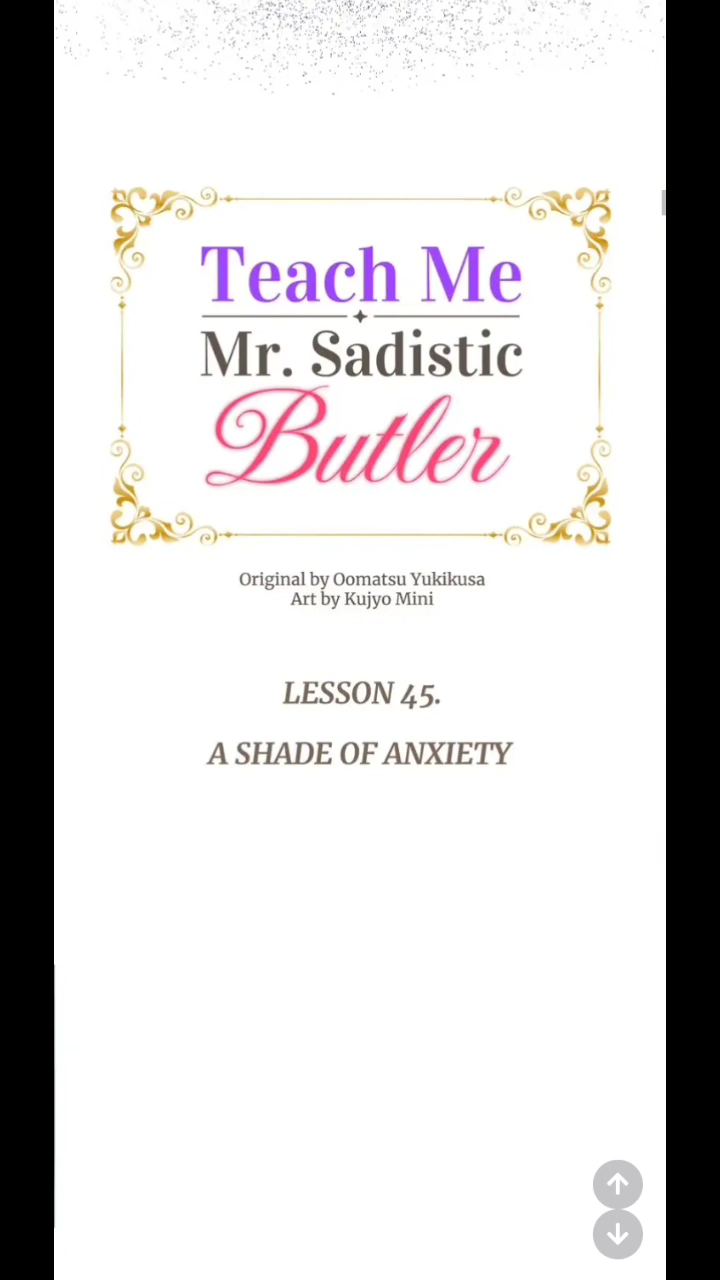 Teach Me
Mr. Sadistic
Butler
Original by Oomatsu Yukikusa
Art by Kujyo Mini
LESSON 45.
A SHADE OF ANXIETY